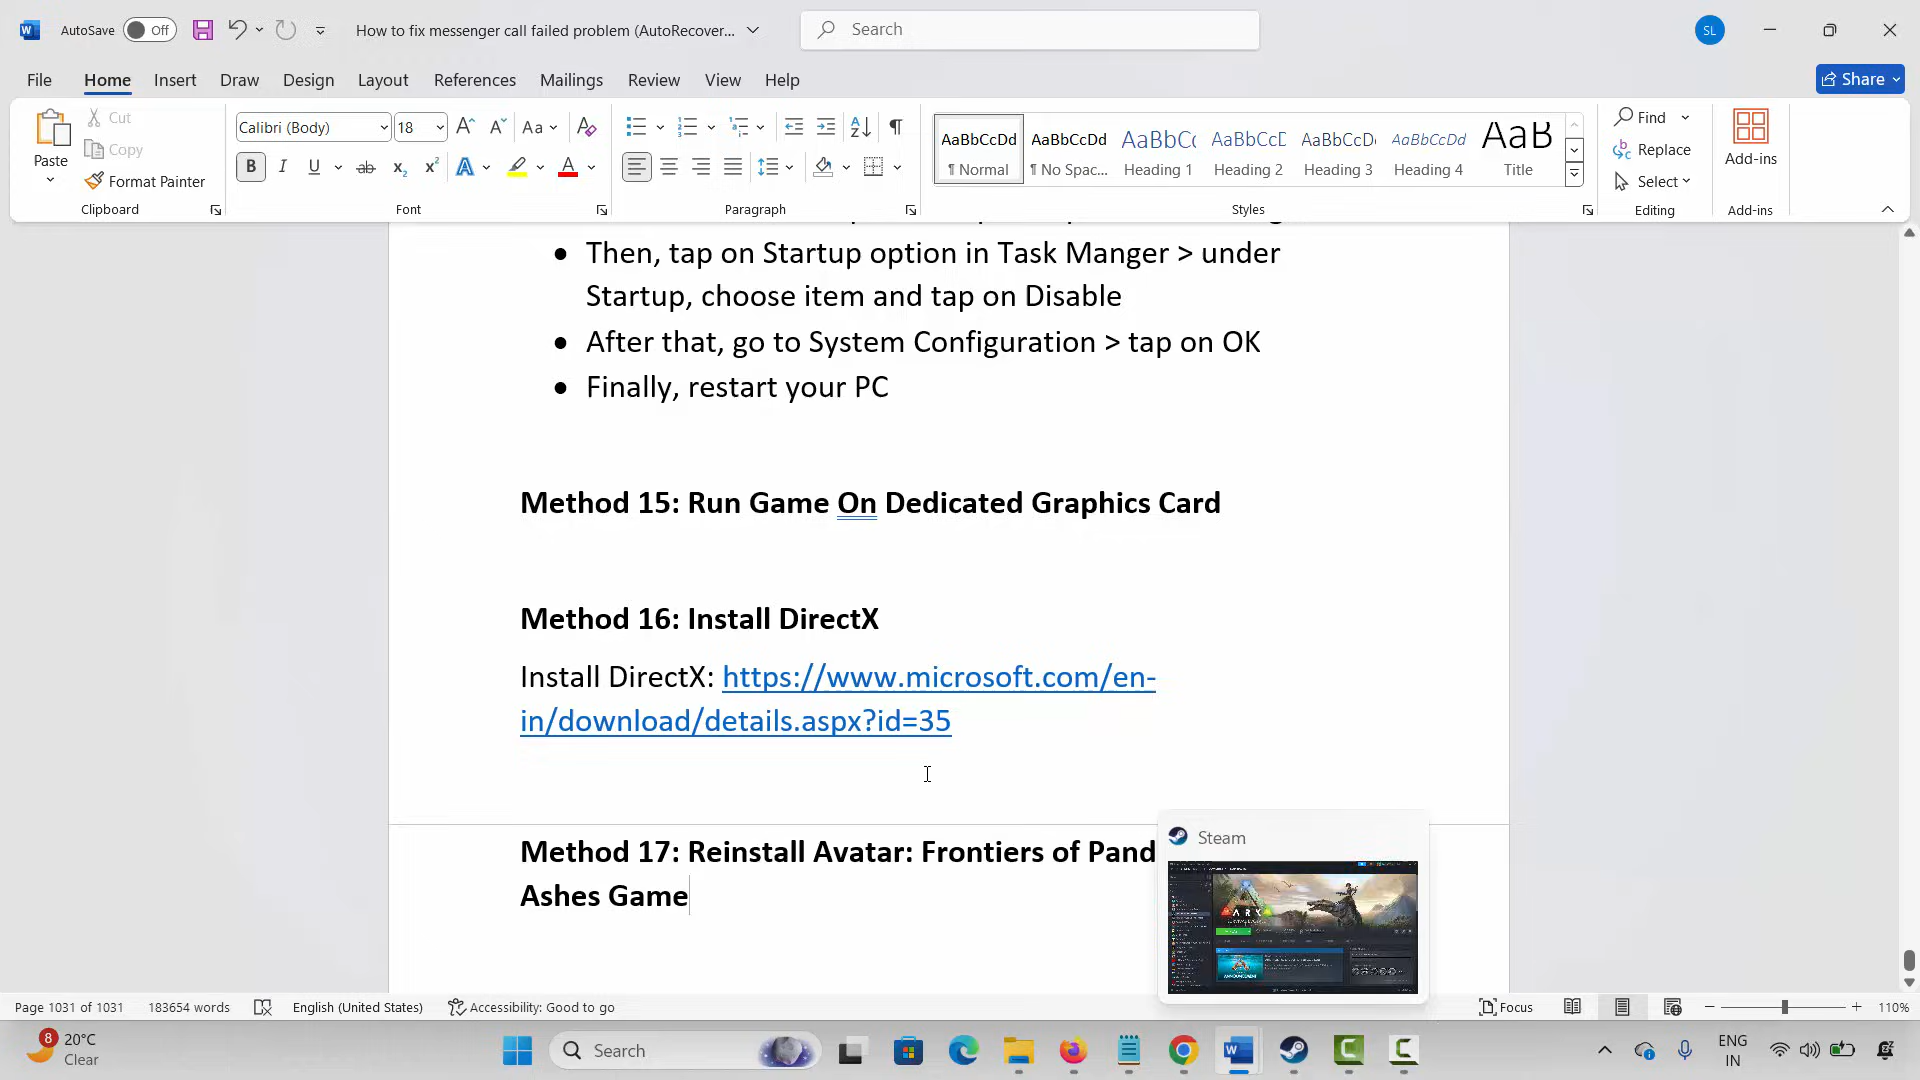 AutoSave Off How to fix messenger call failed problem (AutoRecover... Search SL
File Home Insert Draw Design Layout References Mailings Review View Help Share
Paste Cut Copy Format Painter Clipboard
Calibri (Body) 18 Aa
B I U ab x₂ x² A A Font
Paragraph
AaBbCcDd AaBbCcDd AaBbCc AaBbCcD AaBbCcDc AaBbCcDd AaB
¶ Normal ¶ No Spac... Heading 1 Heading 2 Heading 3 Heading 4 Title
Styles
Find Replace Select Editing
Add-ins Add-ins
• Then, tap on Startup option in Task Manger > under
Startup, choose item and tap on Disable
• After that, go to System Configuration > tap on OK
• Finally, restart your PC
Method 15: Run Game On Dedicated Graphics Card
Method 16: Install DirectX
Install DirectX: https://www.microsoft.com/en-
in/download/details.aspx?id=35
Method 17: Reinstall Avatar: Frontiers of Pand
Ashes Game
Steam
ARK
Page 1031 of 1031 183654 words English (United States) Accessibility: Good to go Focus 110%
8 20°C
Clear
Search
ENG
IN